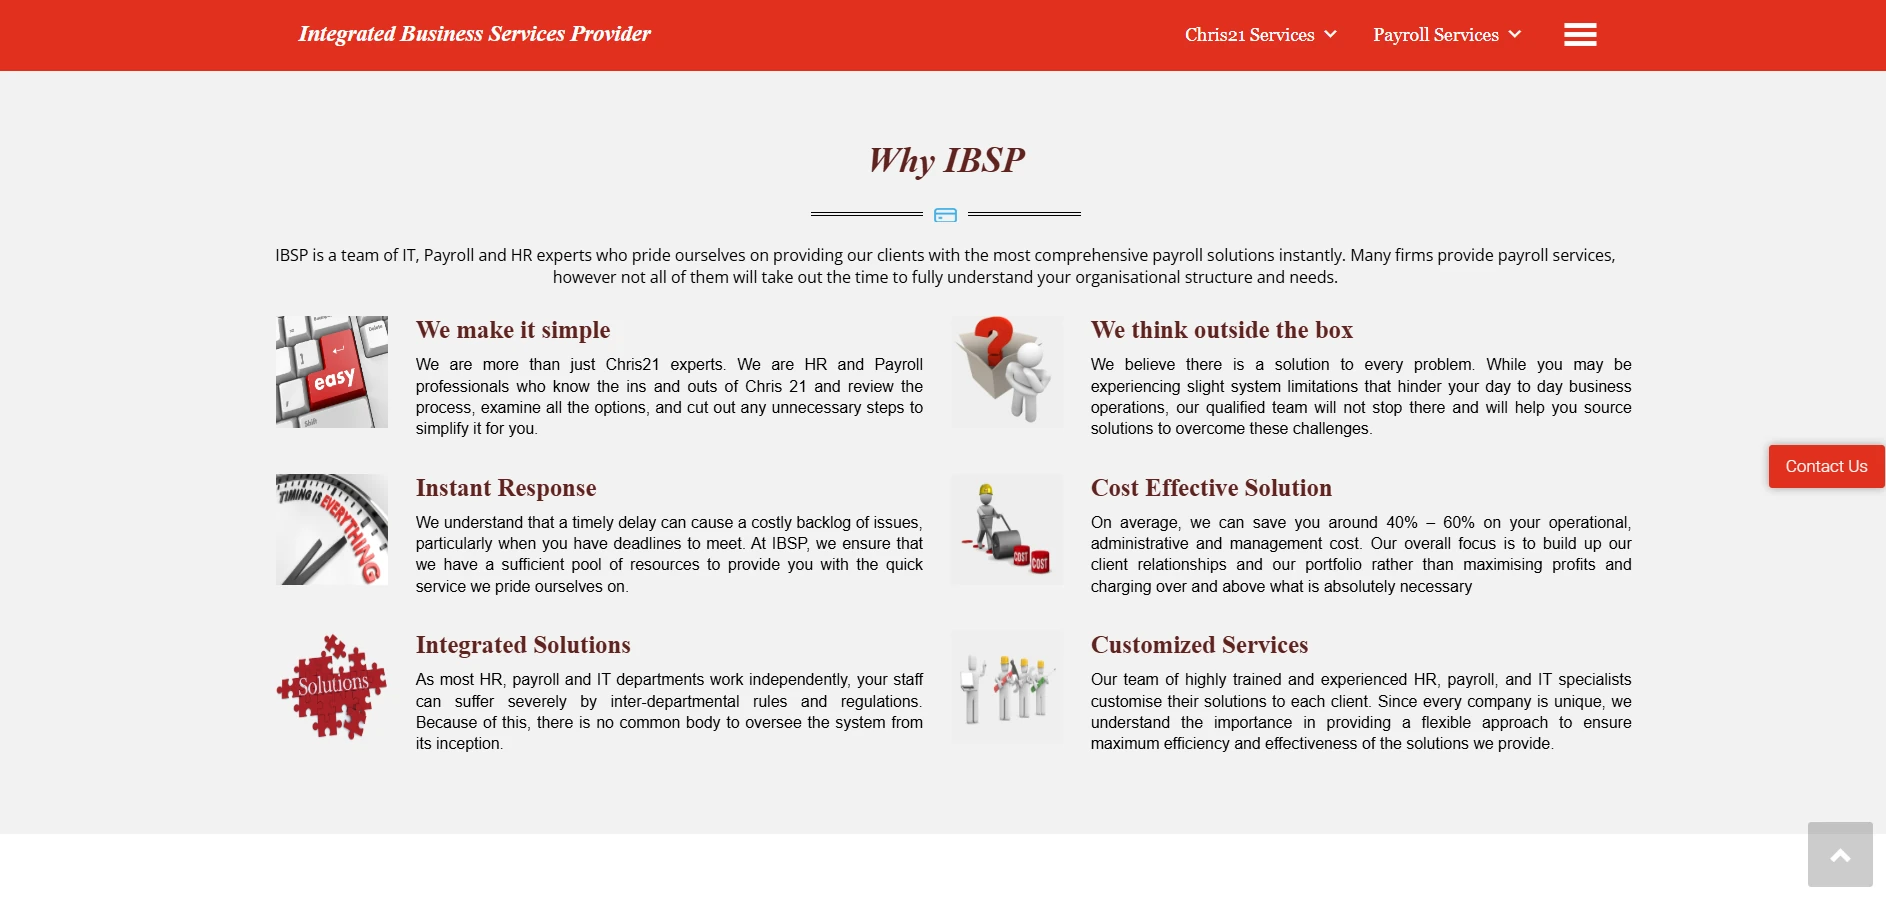 Integrated Business Services Provider
Chris21 Services
Payroll Services
Why IBSP
IBSP is a team of IT, Payroll and HR experts who pride ourselves on providing our clients with the most comprehensive payroll solutions instantly. Many firms provide payroll services,
however not all of them will take out the time to fully understand your organisational structure and needs.
Delete
easy
Shift
We make it simple
We are more than just Chris21 experts. We are HR and Payroll
professionals who know the ins and outs of Chris 21 and review the
process, examine all the options, and cut out any unnecessary steps to
simplify it for you.
?
We think outside the box
We believe there is a solution to every problem. While you may be
experiencing slight system limitations that hinder your day to day business
operations, our qualified team will not stop there and will help you source
solutions to overcome these challenges.
Contact Us
TIMING IS EVERYTHING
Instant Response
We understand that a timely delay can cause a costly backlog of issues,
particularly when you have deadlines to meet. At IBSP, we ensure that
we have a sufficient pool of resources to provide you with the quick
service we pride ourselves on.
COST
COST
Cost Effective Solution
On average, we can save you around 40% – 60% on your operational,
administrative and management cost. Our overall focus is to build up our
client relationships and our portfolio rather than maximising profits and
charging over and above what is absolutely necessary
Solutions
Integrated Solutions
As most HR, payroll and IT departments work independently, your staff
can suffer severely by inter-departmental rules and regulations.
Because of this, there is no common body to oversee the system from
its inception.
Customized Services
Our team of highly trained and experienced HR, payroll, and IT specialists
customise their solutions to each client. Since every company is unique, we
understand the importance in providing a flexible approach to ensure
maximum efficiency and effectiveness of the solutions we provide.